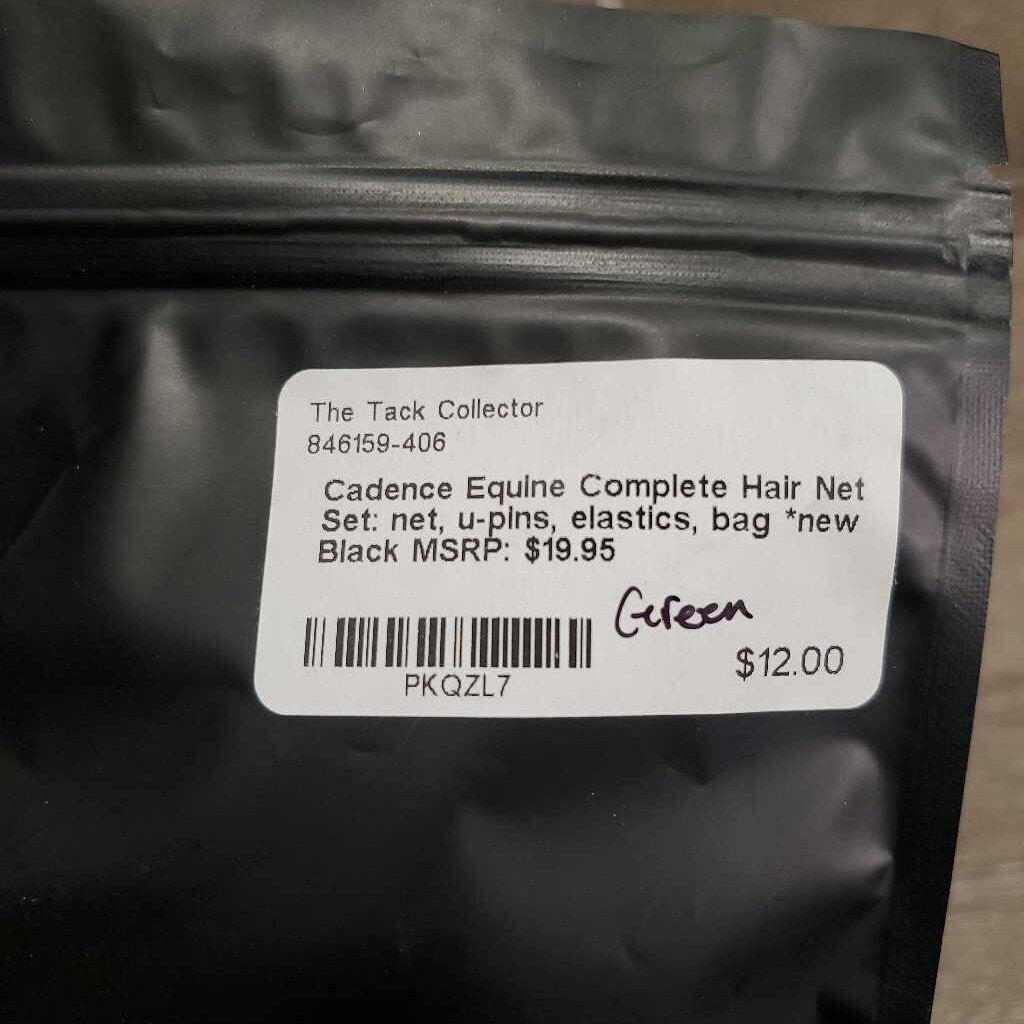 The Tack Collector
846159-406
Cadence Equine Complete Hair Net
Set: net, u-pins, elastics, bag *new
Black MSRP: $19.95
Green
$12.00
PKQZL7